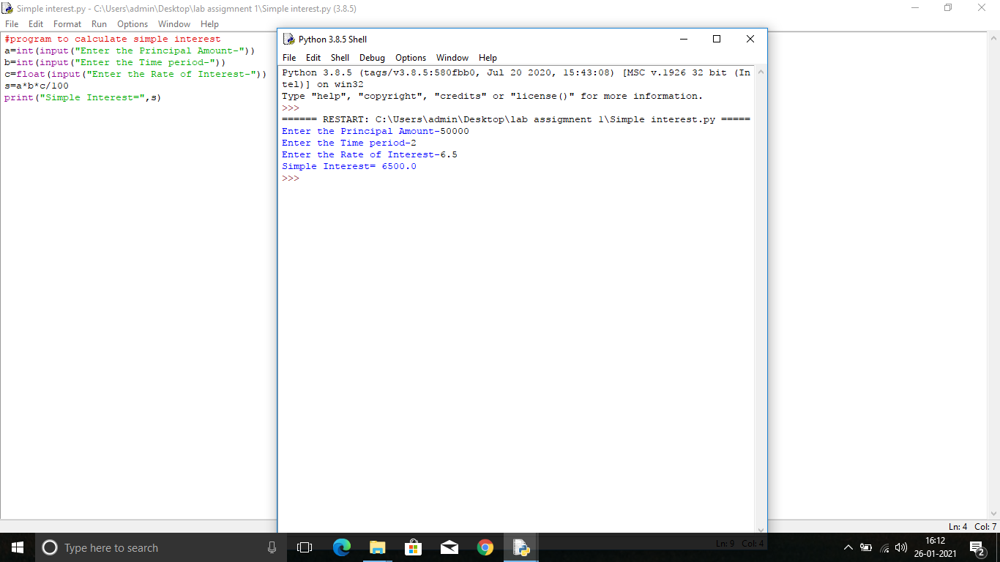 Simple interest.py - C:\Users\admin\Desktop\lab assigmnent 1\Simple interest.py (3.8.5)
File Edit Format Run Options Window Help
#program to calculate simple interest
a=int(input("Enter the Principal Amount-"))
b=int(input("Enter the Time period-"))
c=float(input("Enter the Rate of Interest-"))
s=a*b*c/100
print("Simple Interest=",s)
Python 3.8.5 Shell
File Edit Shell Debug Options Window Help
Python 3.8.5 (tags/v3.8.5:580fbb0, Jul 20 2020, 15:43:08) [MSC v.1926 32 bit (In
tel)] on win32
Type "help", "copyright", "credits" or "license()" for more information.
>>>
====== RESTART: C:\Users\admin\Desktop\lab assigmnent 1\Simple interest.py =====
Enter the Principal Amount-50000
Enter the Time period-2
Enter the Rate of Interest-6.5
Simple Interest= 6500.0
>>>
Ln: 4 Col: 7
Ln: 9 Col: 4
Type here to search
16:12
26-01-2021
2